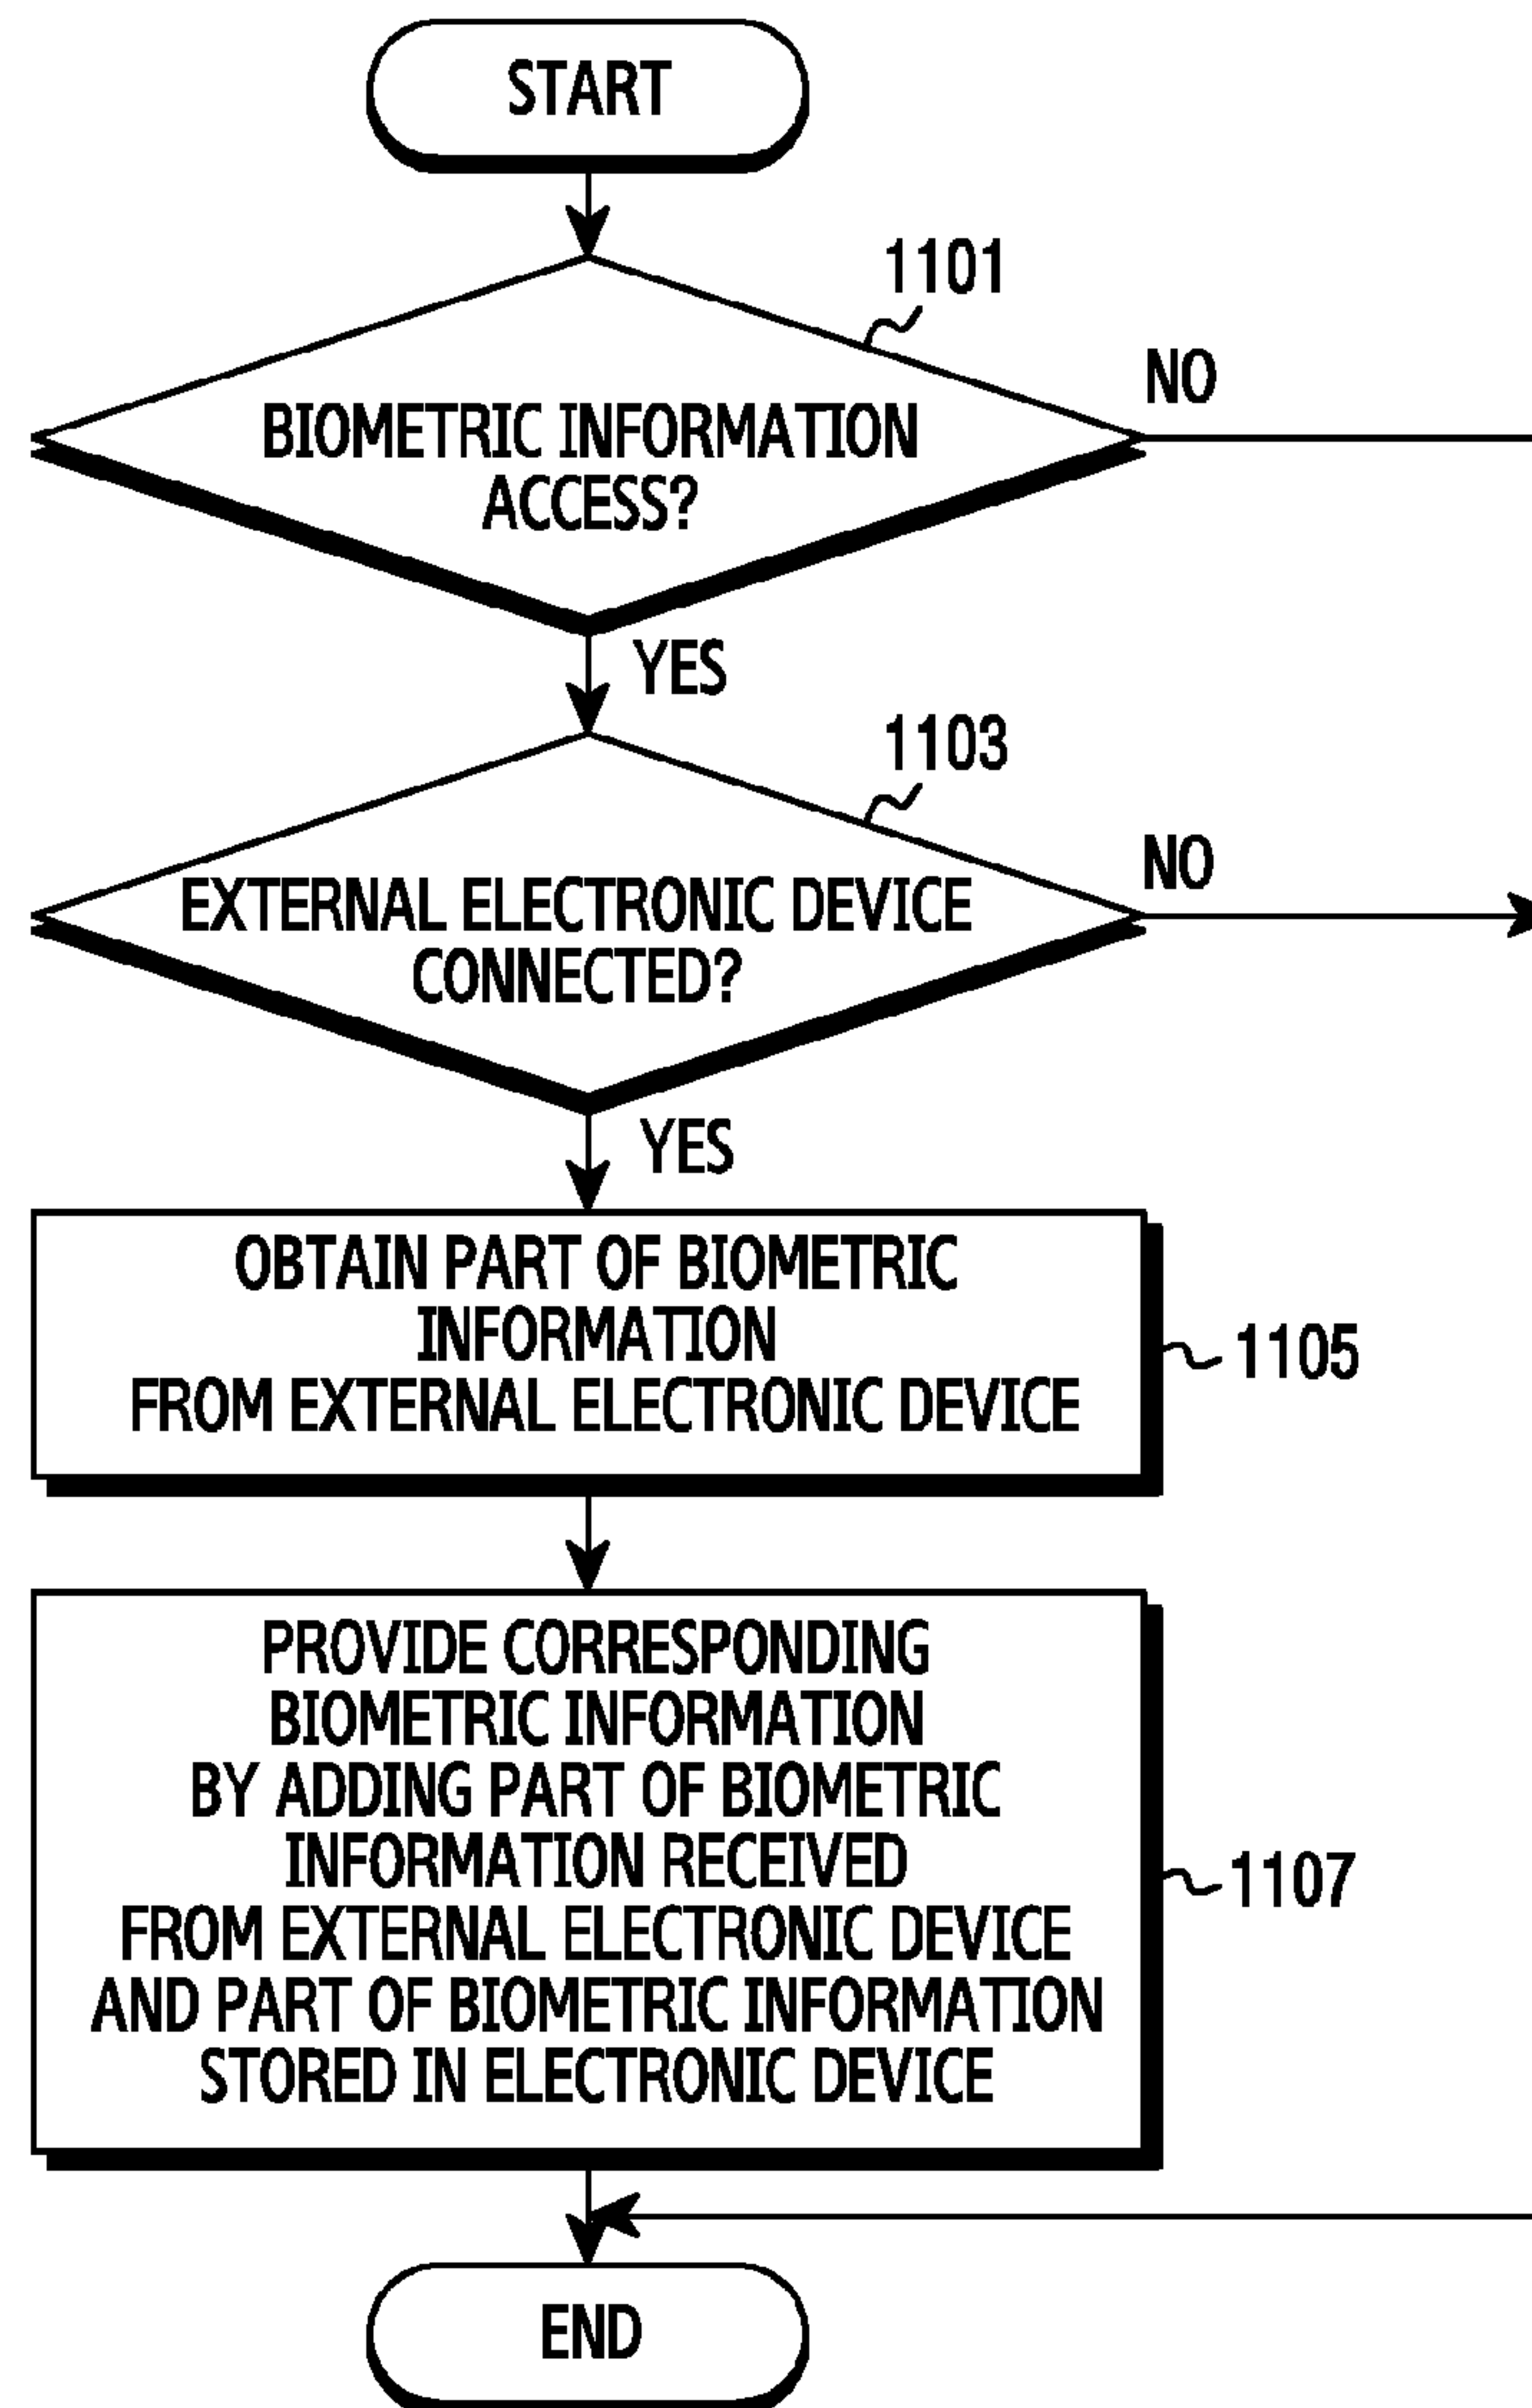 START
1101
NO
BIOMETRIC INFORMATION
ACCESS?
YES
1103
NO
EXTERNAL ELECTRONIC DEVICE
CONNECTED?
YES
OBTAIN PART OF BIOMETRIC
INFORMATION
FROM EXTERNAL ELECTRONIC DEVICE
1105
PROVIDE CORRESPONDING
BIOMETRIC INFORMATION
BY ADDING PART OF BIOMETRIC
INFORMATION RECEIVED
FROM EXTERNAL ELECTRONIC DEVICE
AND PART OF BIOMETRIC INFORMATION
STORED IN ELECTRONIC DEVICE
1107
END